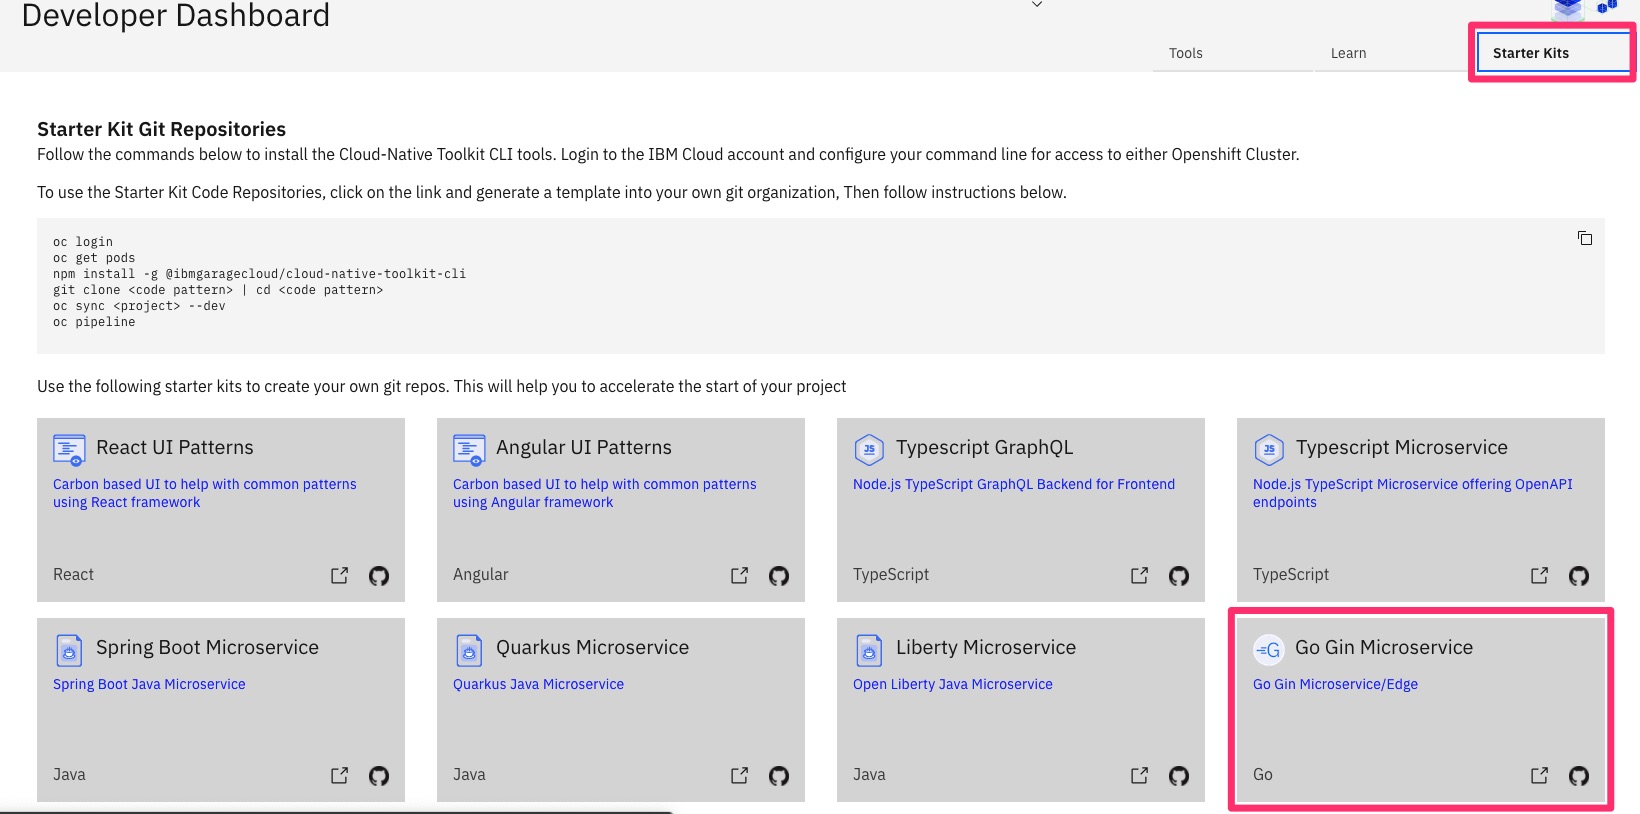 Developer Dashboard
Tools
Learn
Starter Kits
Starter Kit Git Repositories
Follow the commands below to install the Cloud-Native Toolkit CLI tools. Login to the IBM Cloud account and configure your command line for access to either Openshift Cluster.
To use the Starter Kit Code Repositories, click on the link and generate a template into your own git organization, Then follow instructions below.
oc login
oc get pods
npm install -g @ibmgaragecloud/cloud-native-toolkit-cli
git clone <code pattern> | cd <code pattern>
oc sync <project> --dev
oc pipeline
Use the following starter kits to create your own git repos. This will help you to accelerate the start of your project
React UI Patterns
Carbon based UI to help with common patterns
using React framework
React
Angular UI Patterns
Carbon based UI to help with common patterns
using Angular framework
Angular
JS
Typescript GraphQL
Node.js TypeScript GraphQL Backend for Frontend
TypeScript
JS
Typescript Microservice
Node.js TypeScript Microservice offering OpenAPI
endpoints
TypeScript
Spring Boot Microservice
Spring Boot Java Microservice
Java
Quarkus Microservice
Quarkus Java Microservice
Java
Liberty Microservice
Open Liberty Java Microservice
Java
G
Go Gin Microservice
Go Gin Microservice/Edge
Go